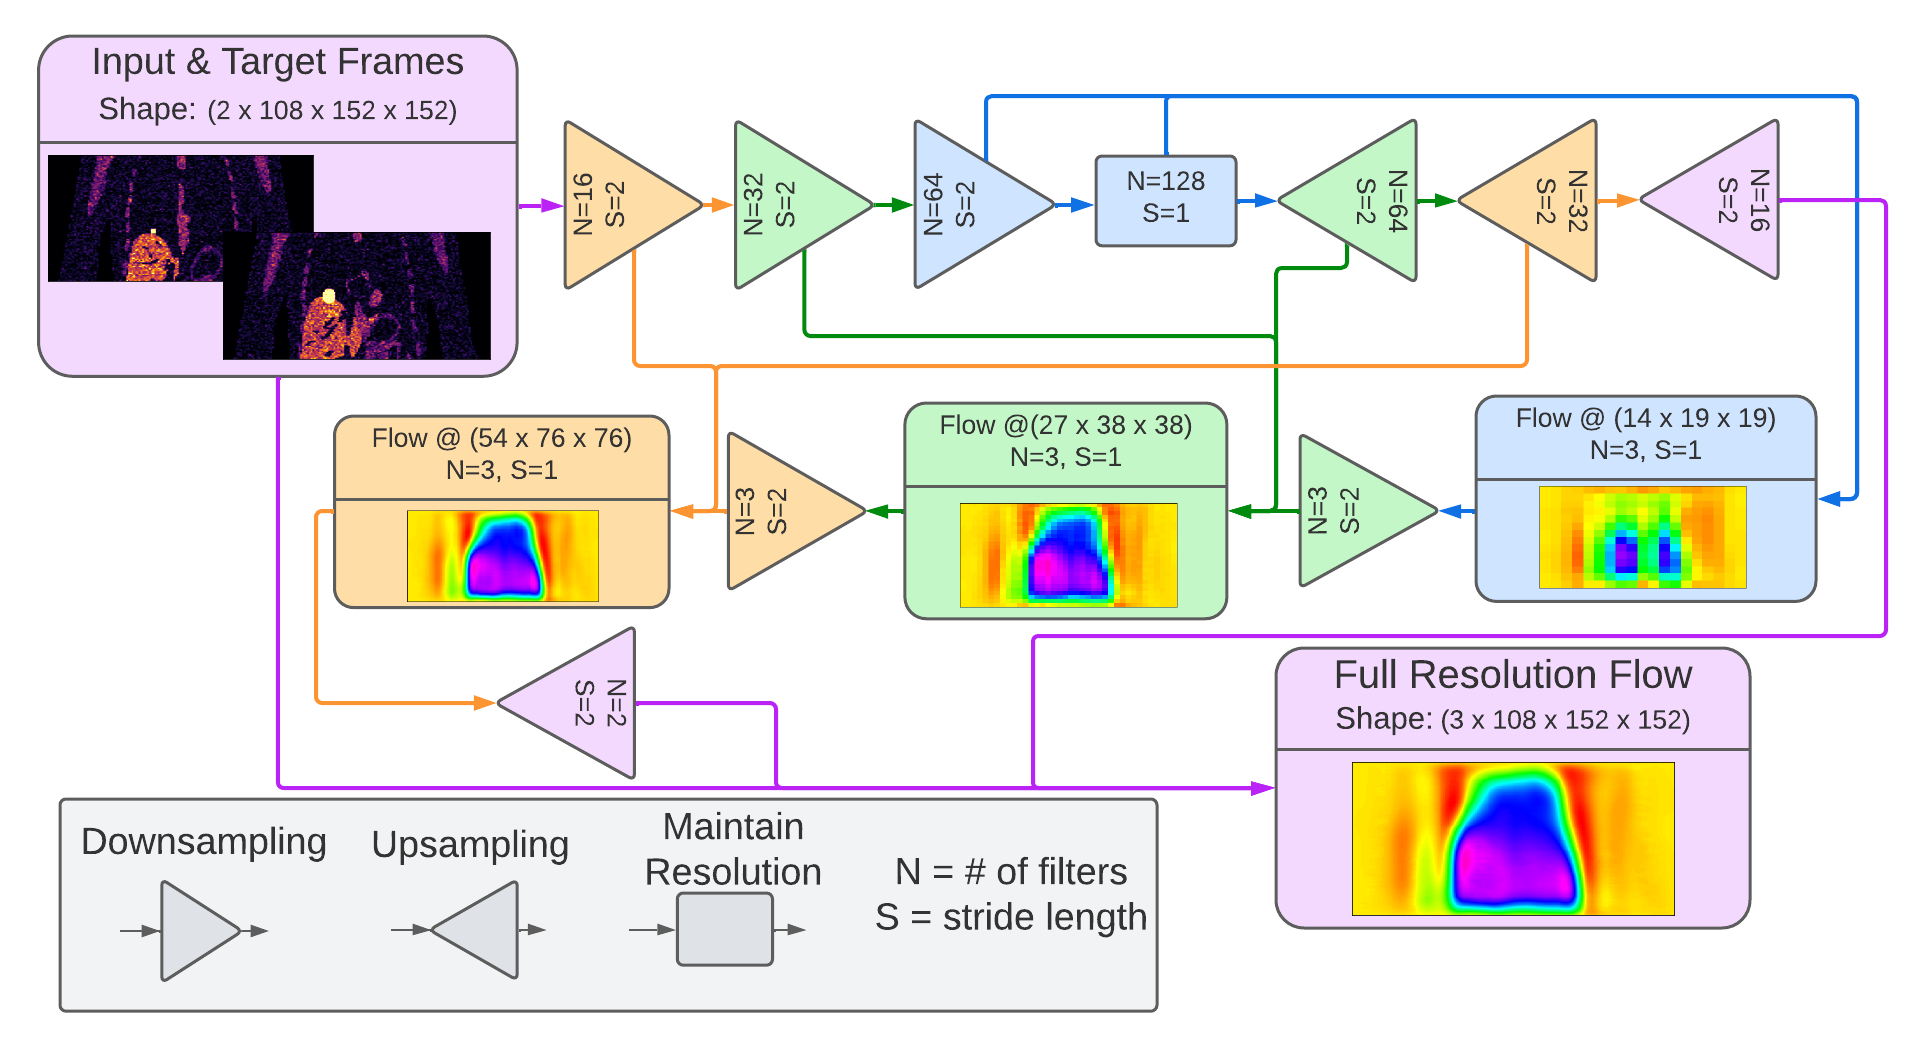 Input & Target Frames
Shape: (2 x 108 x 152 x 152)
N=16
S=2
N=32
S=2
N=64
S=2
N=128
S=1
N=64
S=2
N=32
S=2
N=16
S=2
Flow @ (54 x 76 x 76)
N=3, S=1
N=3
S=2
Flow @(27 x 38 x 38)
N=3, S=1
N=3
S=2
Flow @ (14 x 19 x 19)
N=3, S=1
N=2
S=2
Full Resolution Flow
Shape: (3 x 108 x 152 x 152)
Downsampling
Upsampling
Maintain
Resolution
N = # of filters
S = stride length